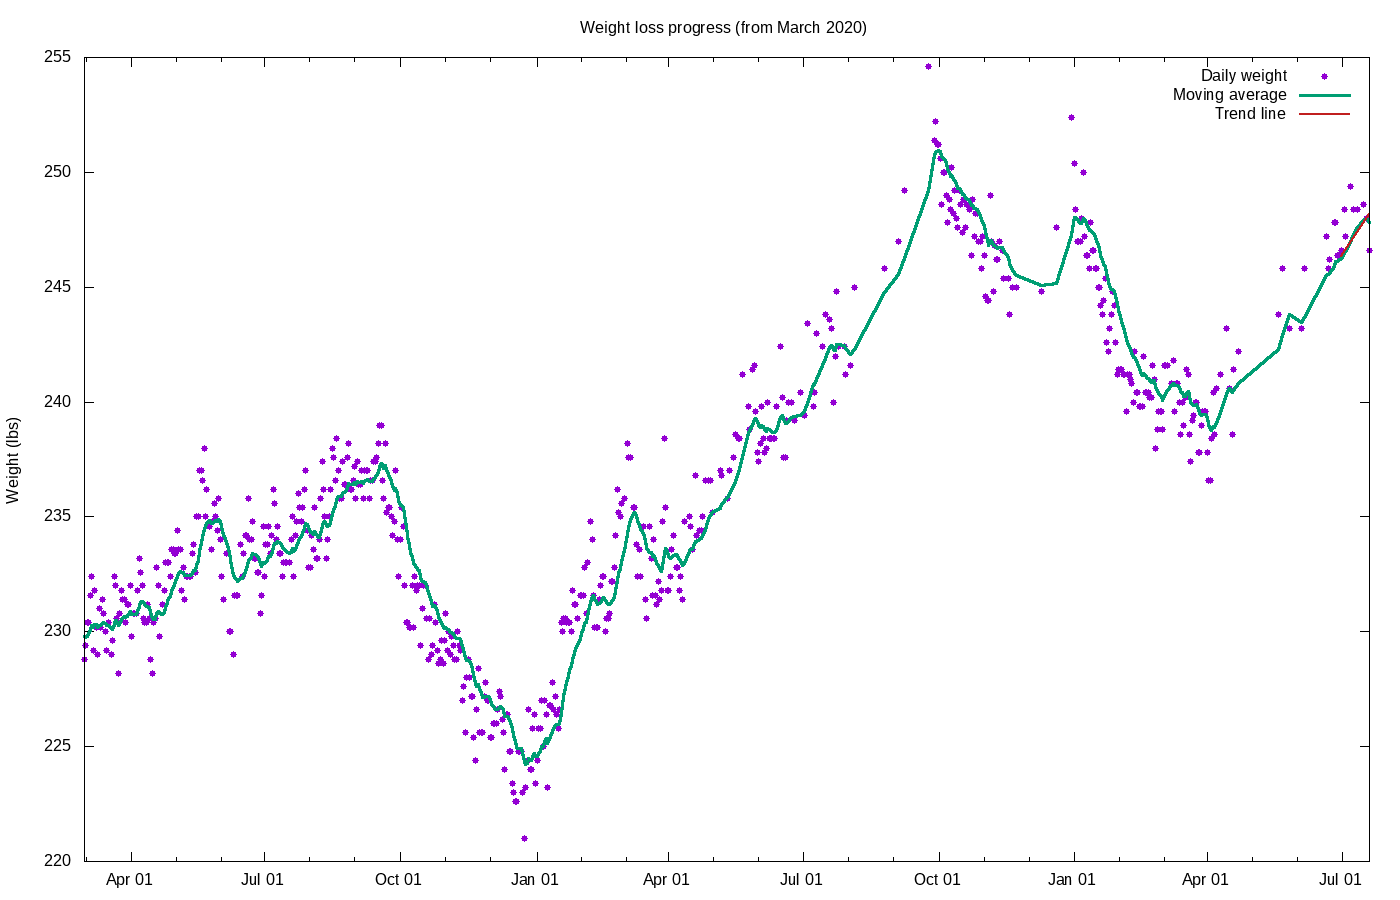 Weight loss progress (from March 2020)
255
250
245
240
235
230
225
220
Weight (lbs)
Daily weight
Moving average
Trend line
Apr 01 Jul 01 Oct 01 Jan 01 Apr 01 Jul 01 Oct 01 Jan 01 Apr 01 Jul 01